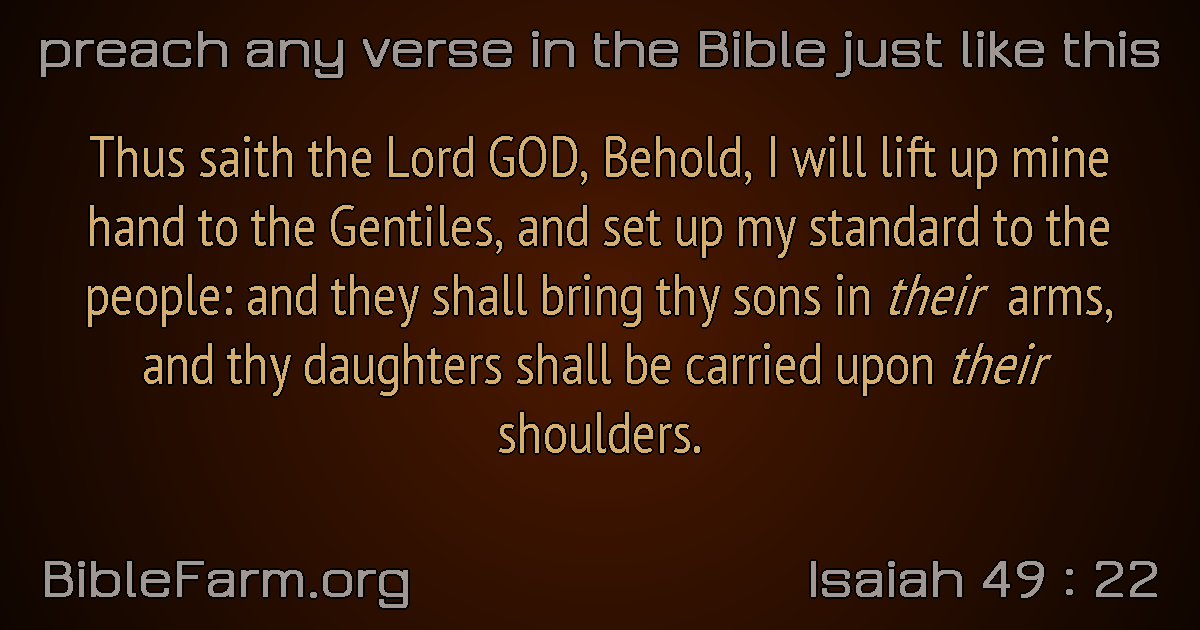 preach any verse in the Bible just like this
Thus saith the Lord GOD, Behold, I will lift up mine
hand to the Gentiles, and set up my standard to the
people: and they shall bring thy sons in their arms,
and thy daughters shall be carried upon their
shoulders.
BibleFarm.org
Isaiah 49 : 22